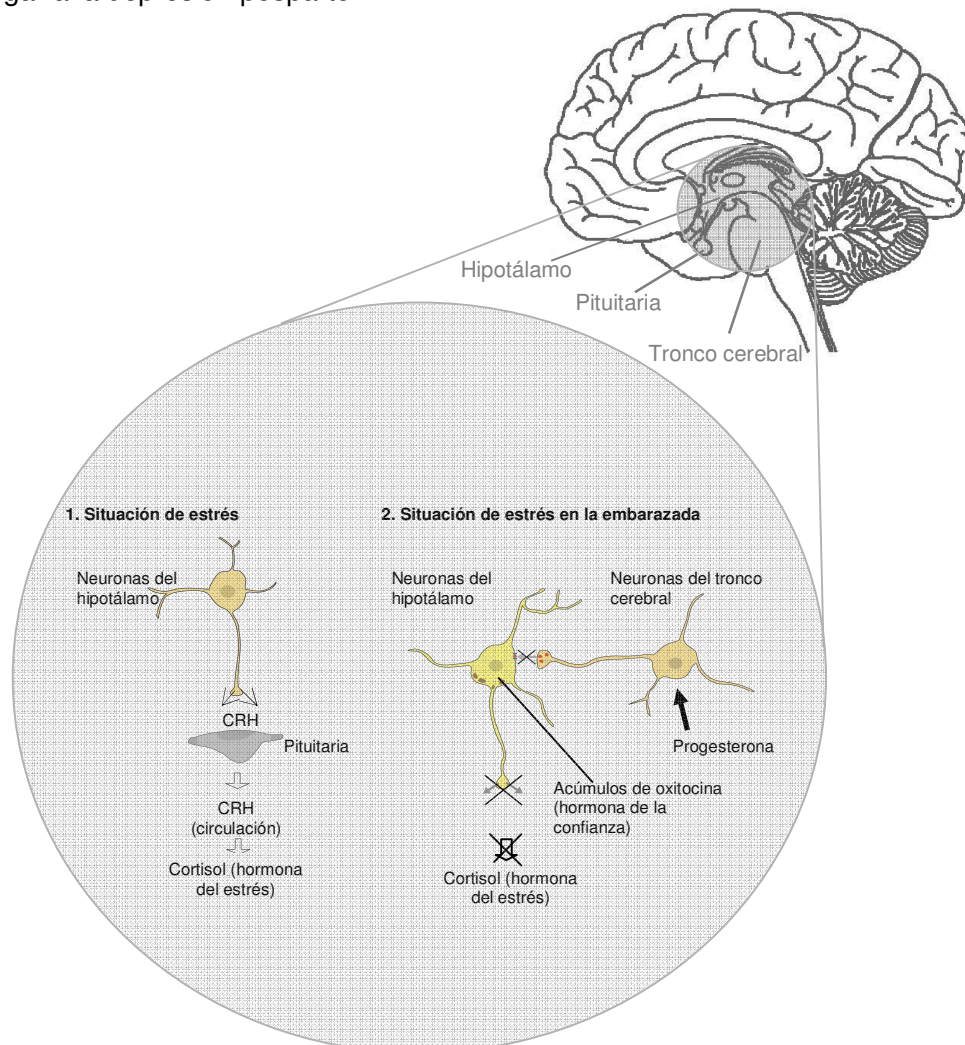 Hipotálamo
Pituitaria
Tronco cerebral
1. Situación de estrés
Neuronas del
hipotálamo
CRH
Pituitaria
CRH
(circulación)
Cortisol (hormona
del estrés)
2. Situación de estrés en la embarazada
Neuronas del
hipotálamo
Neuronas del tronco
cerebral
Progesterona
Acúmulos de oxitocina
(hormona de la
confianza)
Cortisol (hormona
del estrés)